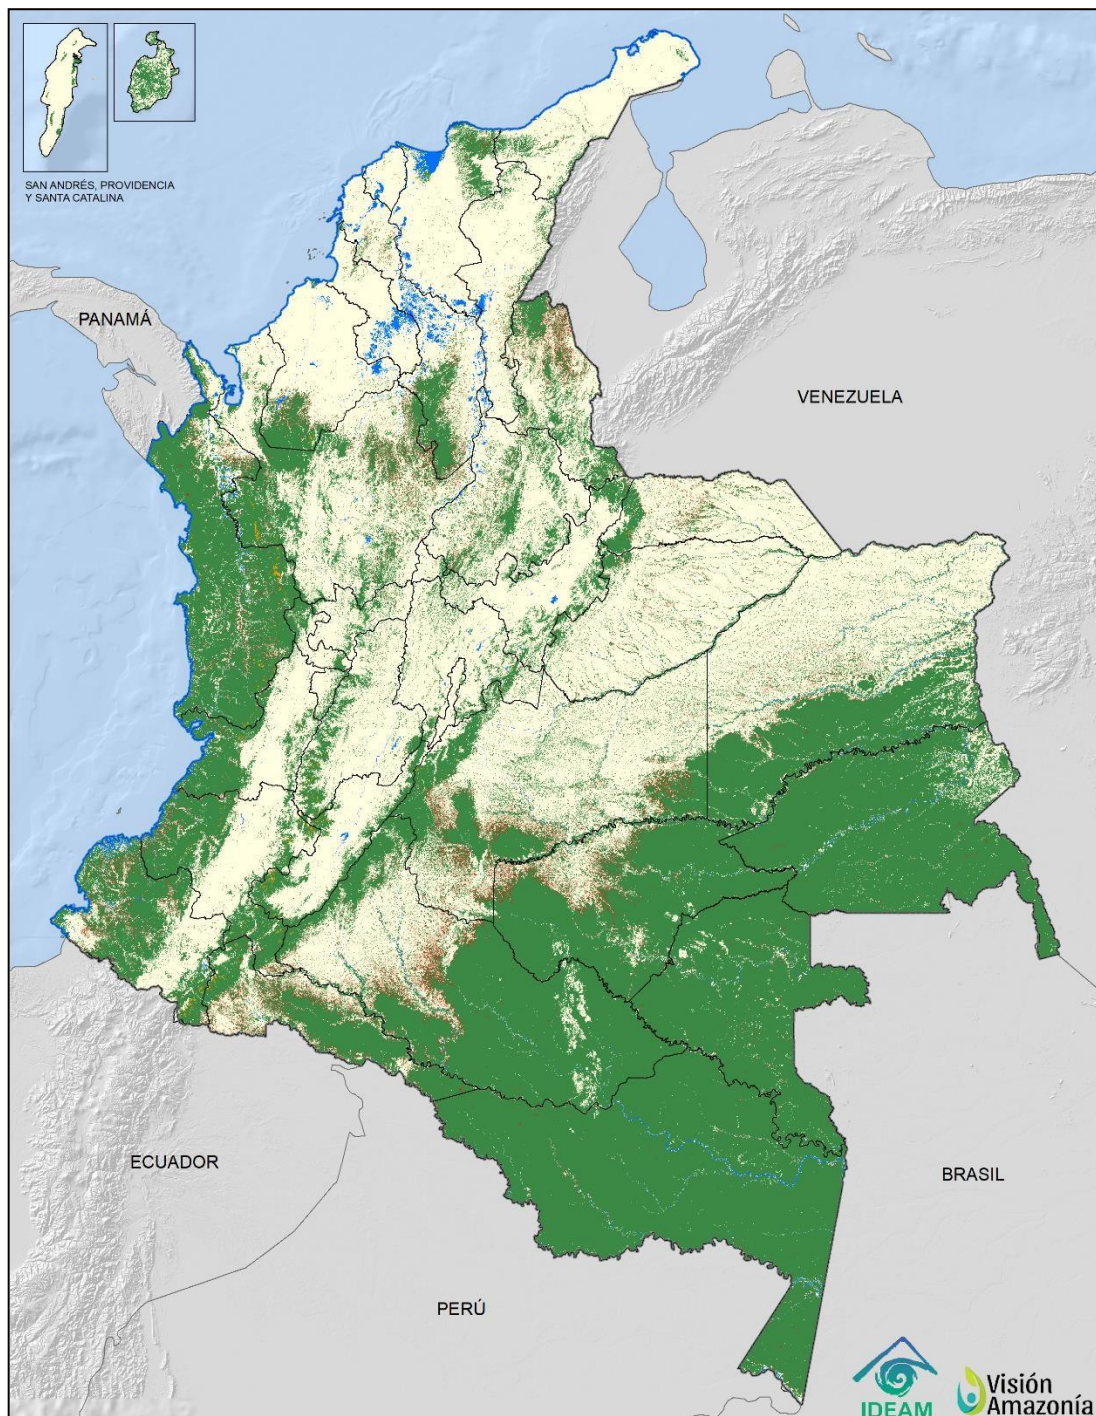 SAN ANDRÉS, PROVIDENCIA
Y SANTA CATALINA
PANAMÁ
VENEZUELA
ECUADOR
BRASIL
PERÚ
IDEAM
Visión
Amazonía